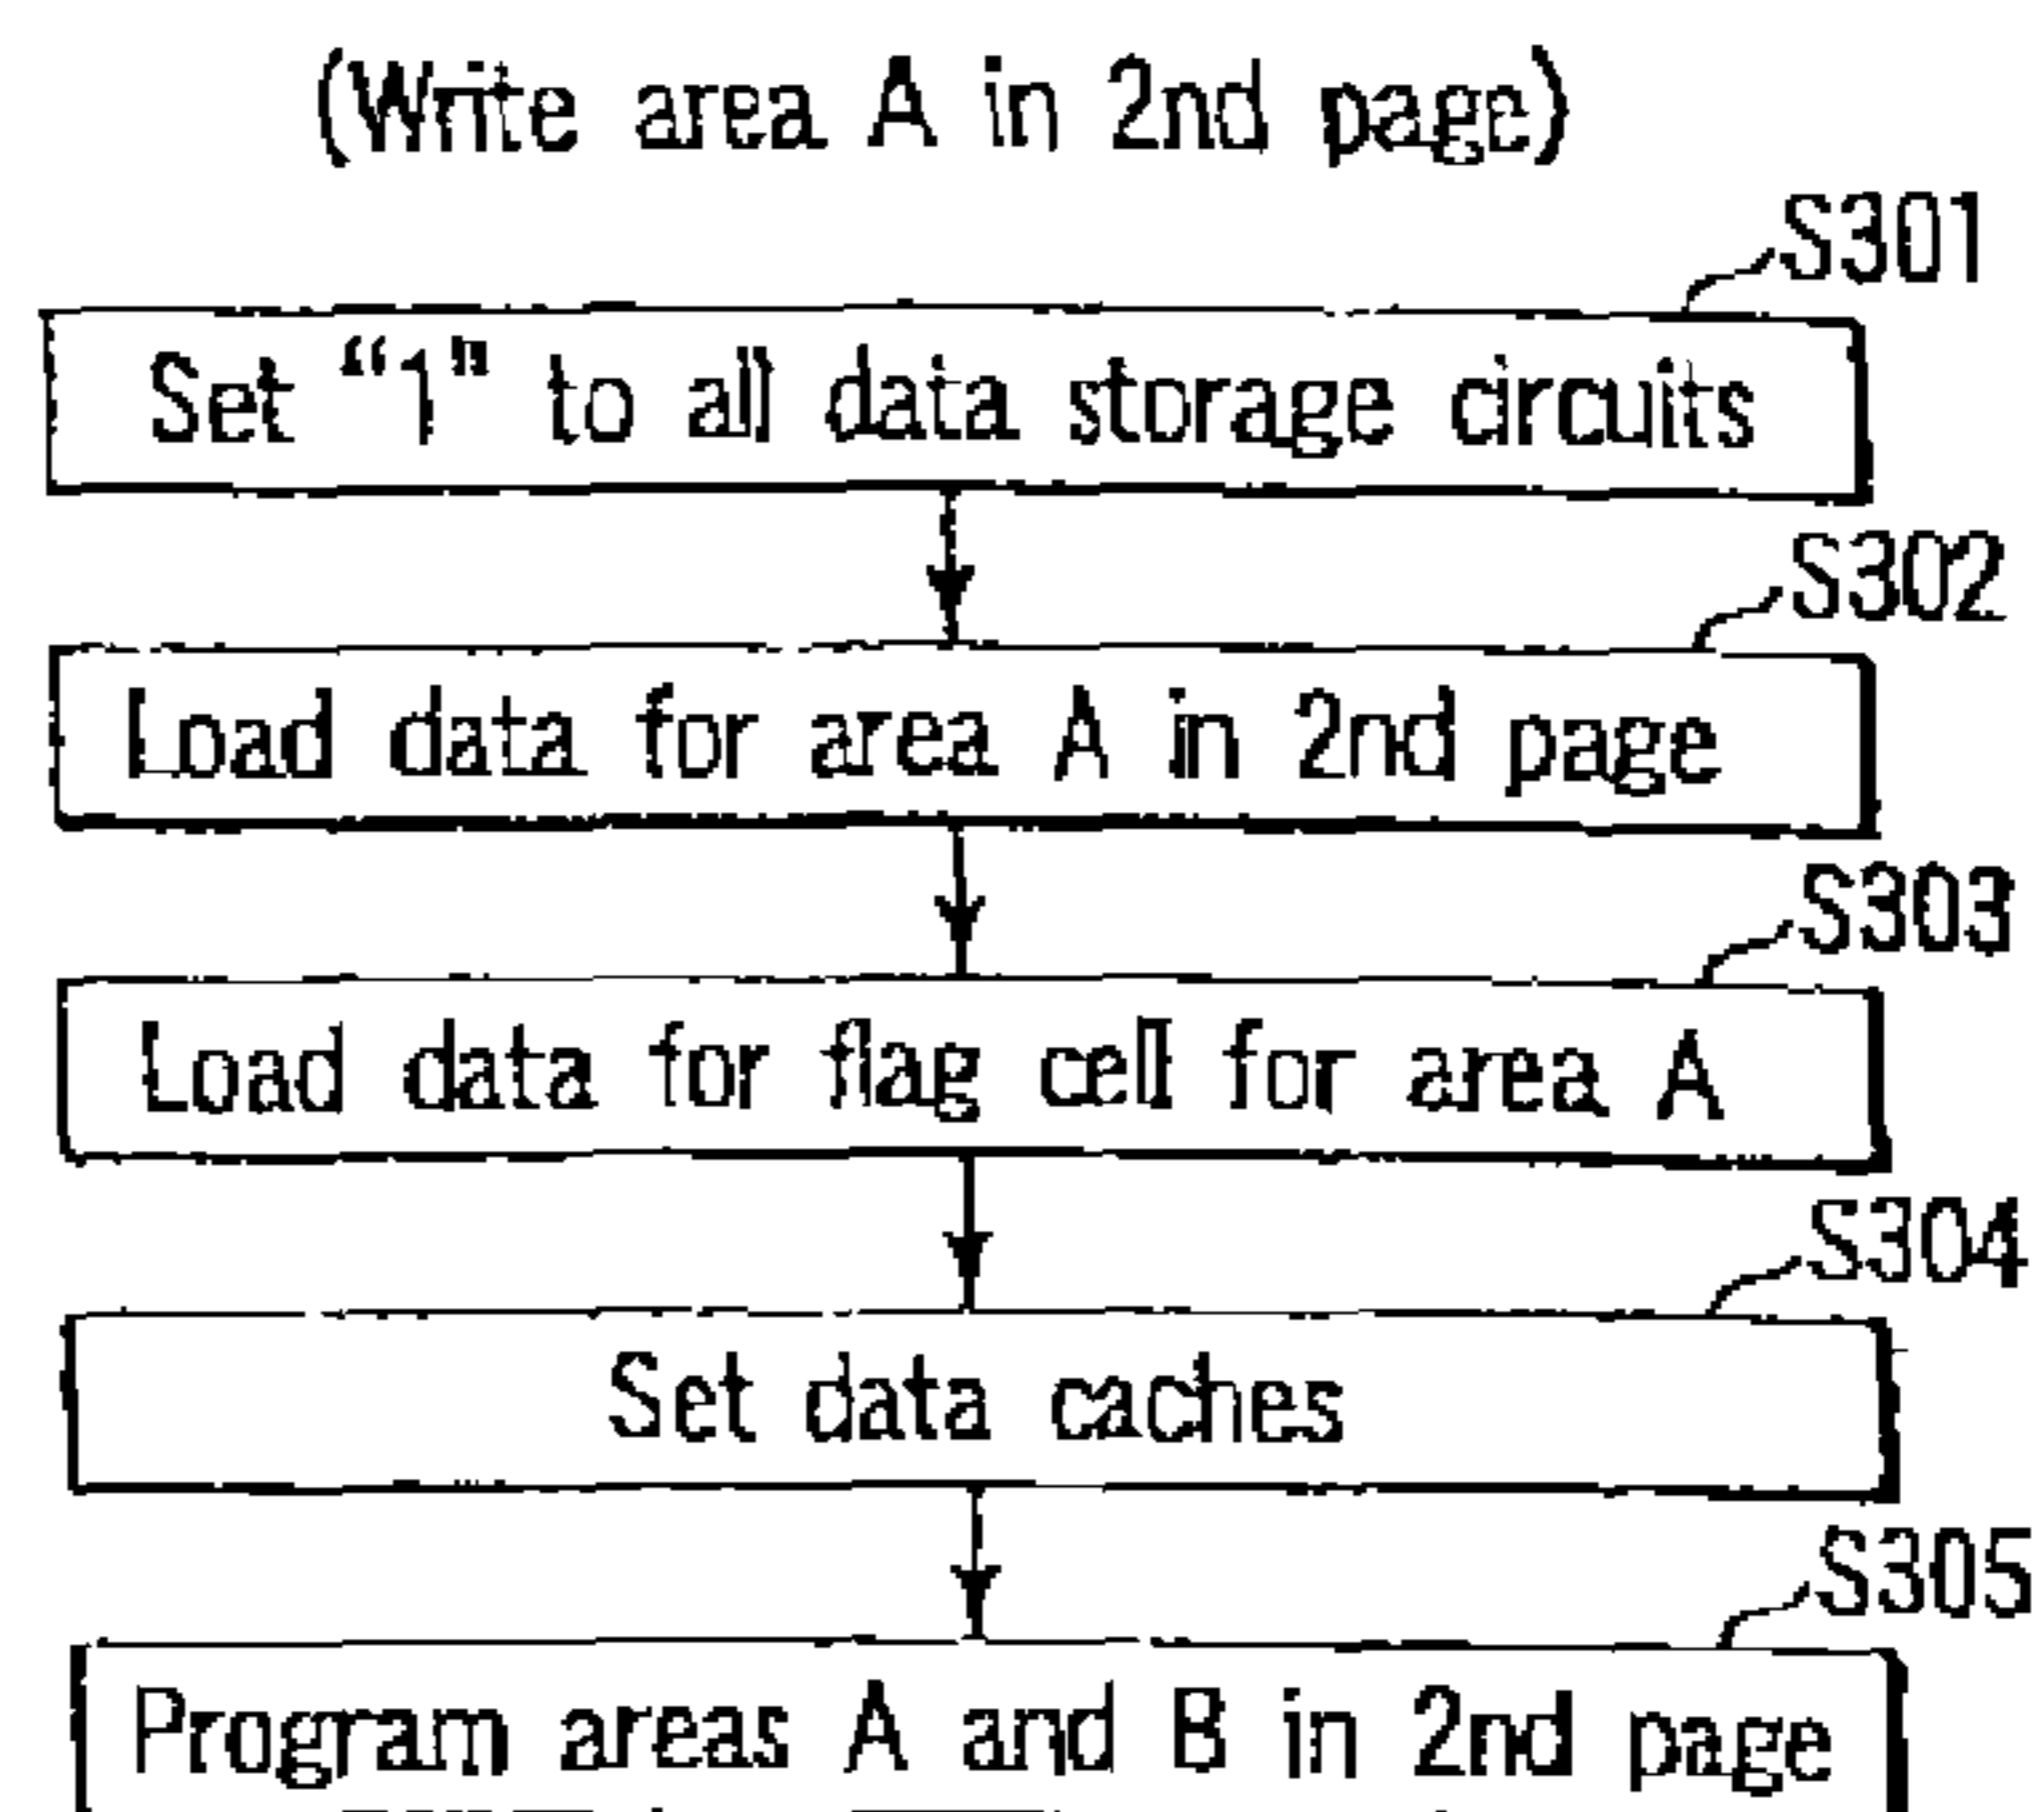 (Write area A in 2nd page)
S301
Set “1” to all data storage circuits
S302
Load data for area A in 2nd page
S303
Load data for flag cell for area A
S304
Set data caches
S305
Program areas A and B in 2nd page